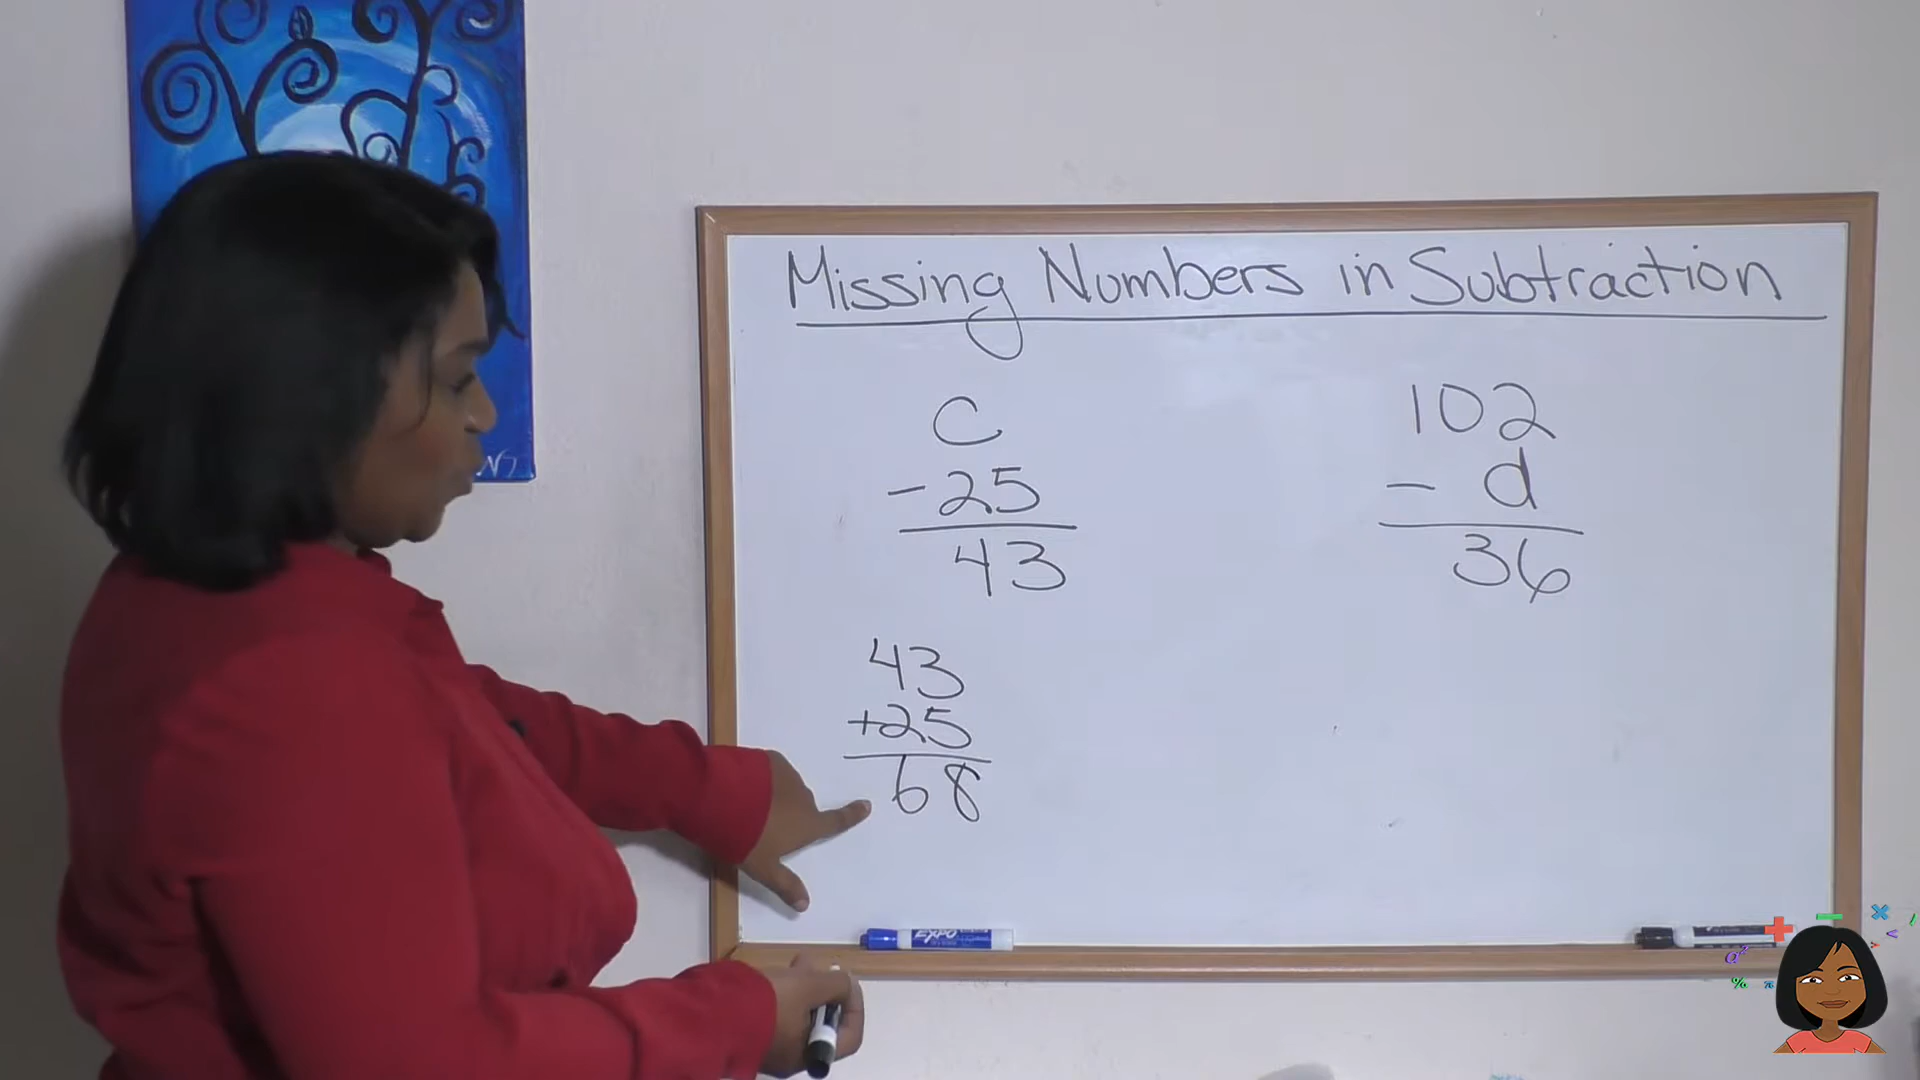 Missing Numbers in Subtraction
C
-25
43
43
+25
68
102
- d
36
EXPO